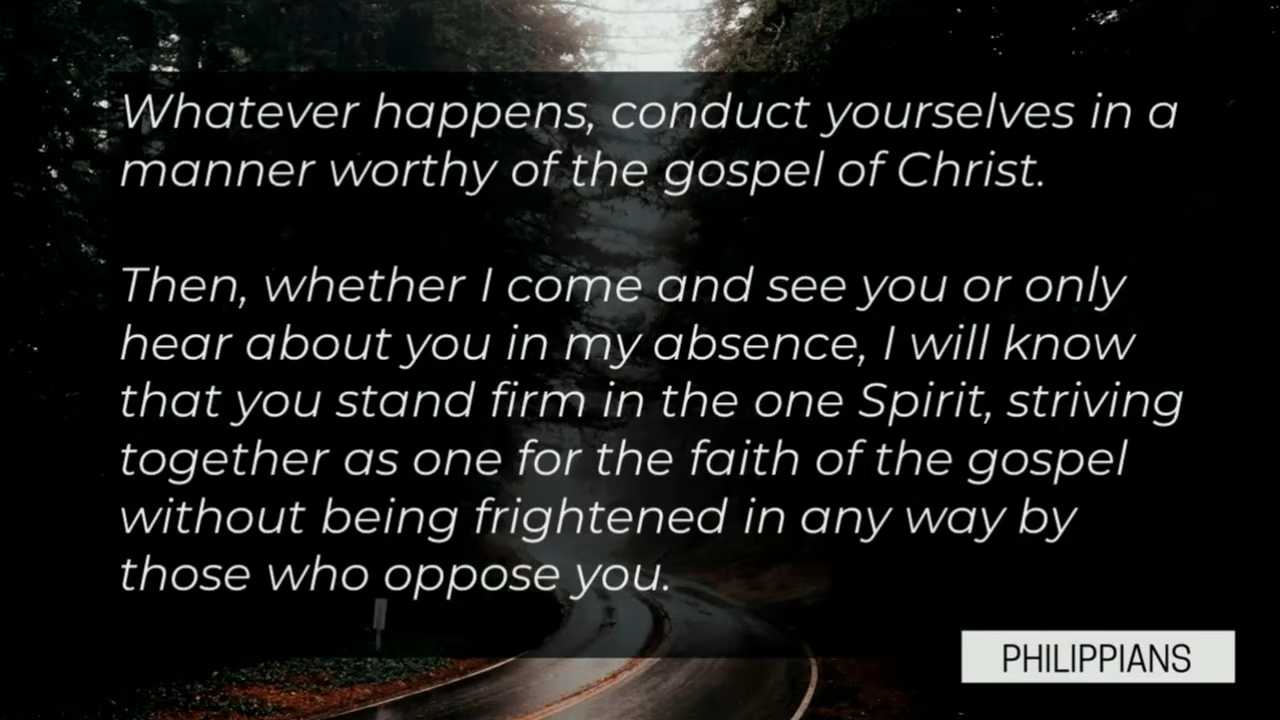 Whatever happens, conduct yourselves in a
manner worthy of the gospel of Christ.
Then, whether I come and see you or only
hear about you in my absence, I will know
that you stand firm in the one Spirit, striving
together as one for the faith of the gospel
without being frightened in any way by
those who oppose you.
PHILIPPIANS